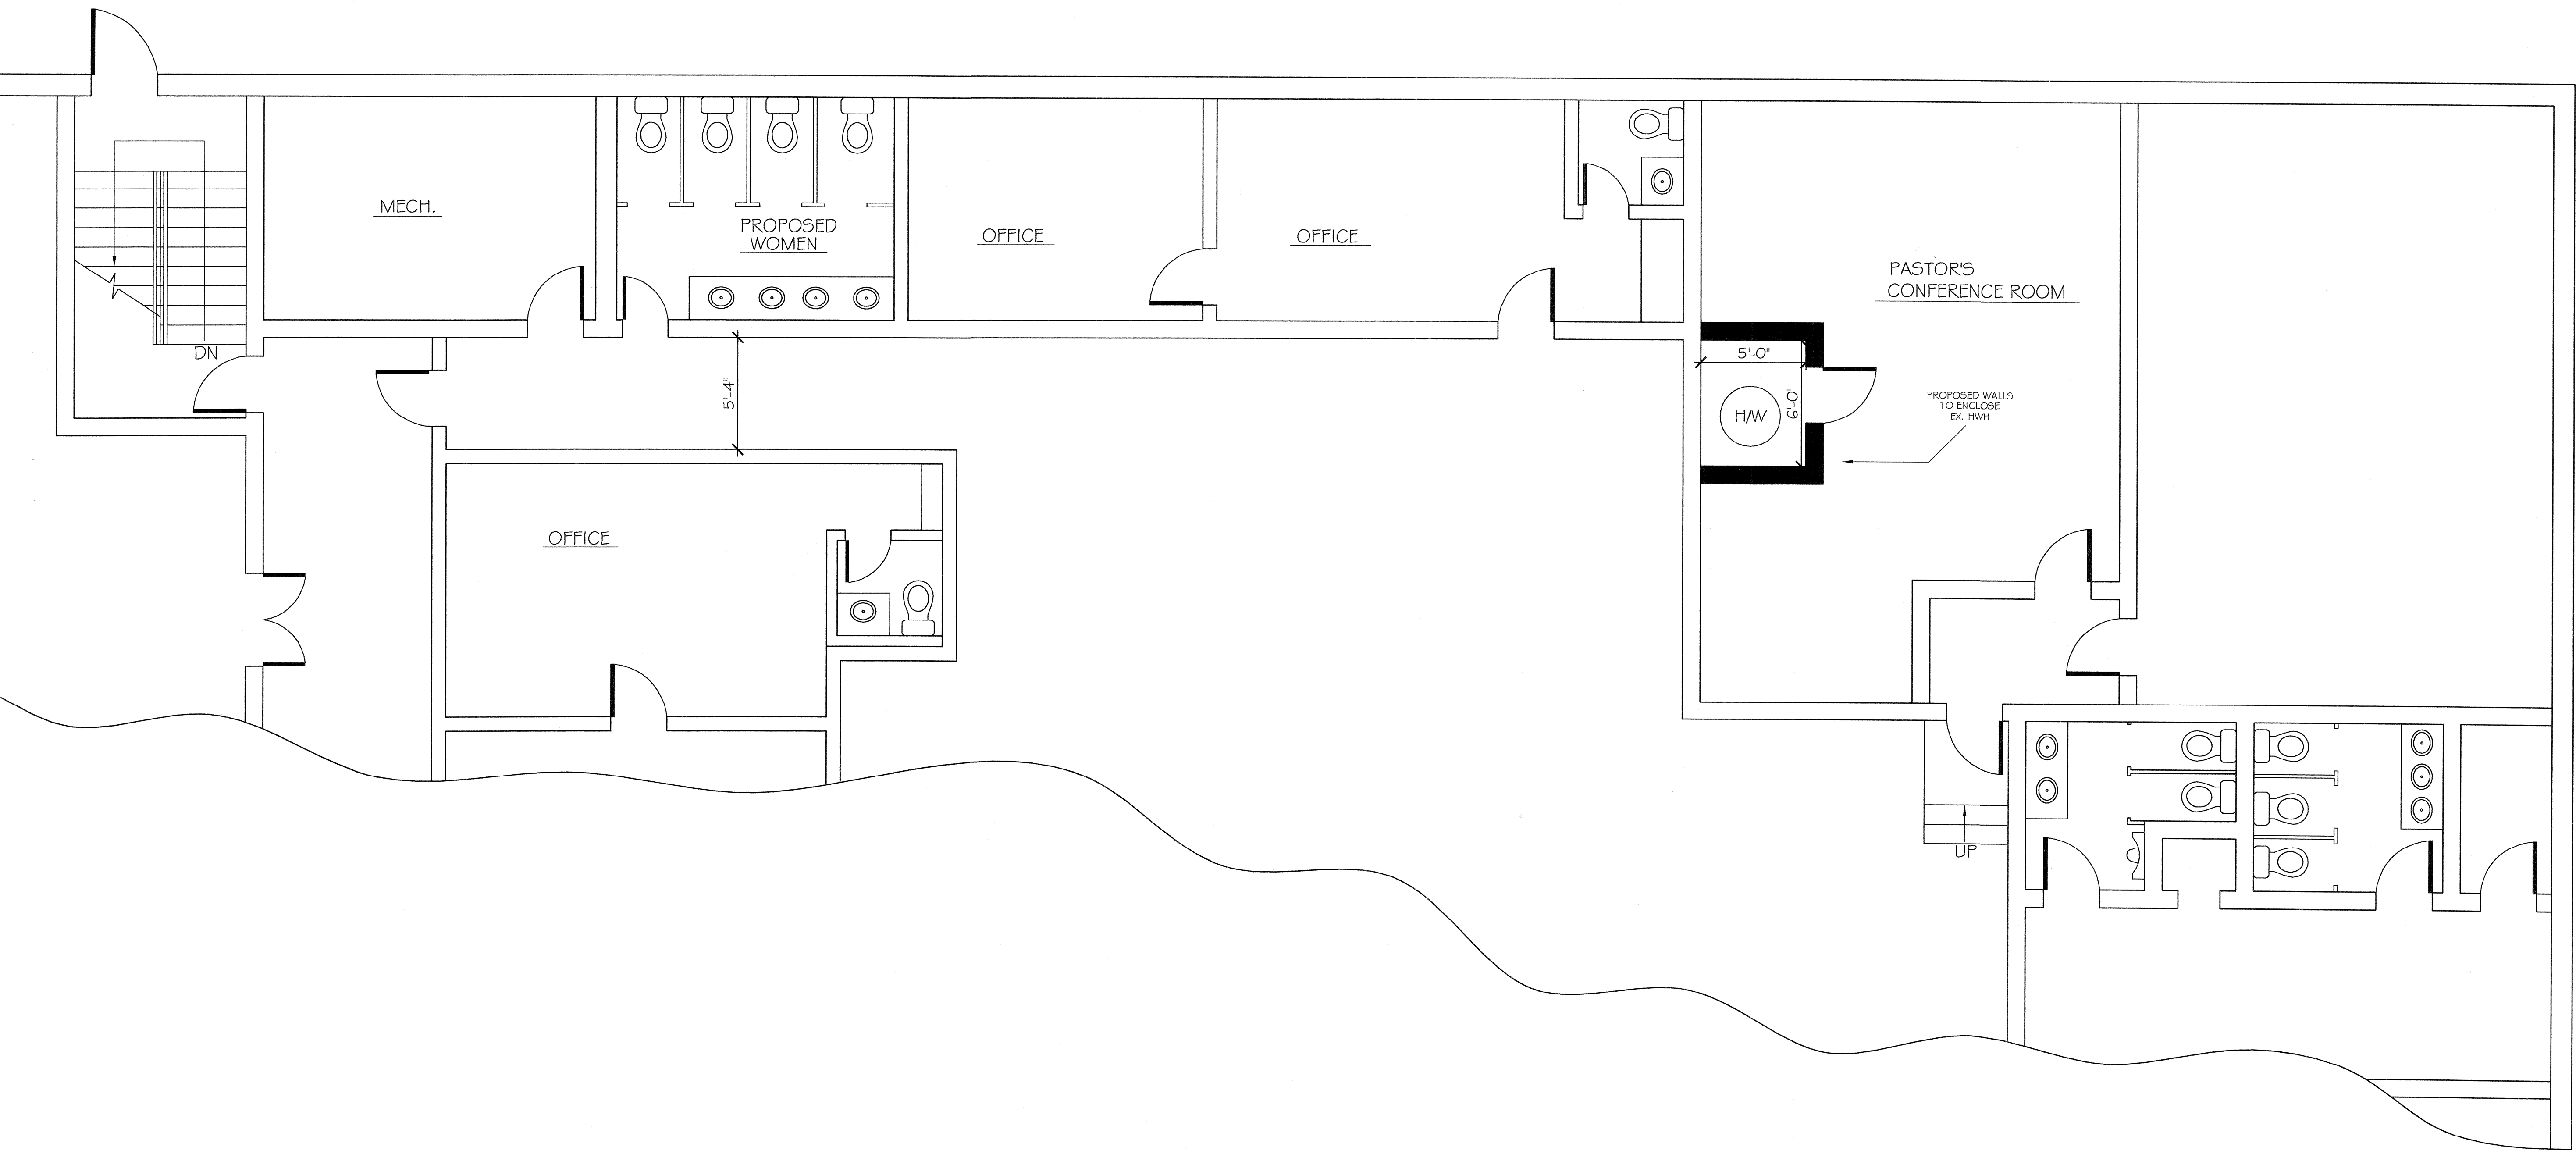 MECH.
PROPOSED
WOMEN
OFFICE
OFFICE
PASTOR'S
CONFERENCE ROOM
DN
5'-4"
5'-0"
6'-0"
H/W
PROPOSED WALLS
TO ENCLOSE
EX. HWH
OFFICE
UP